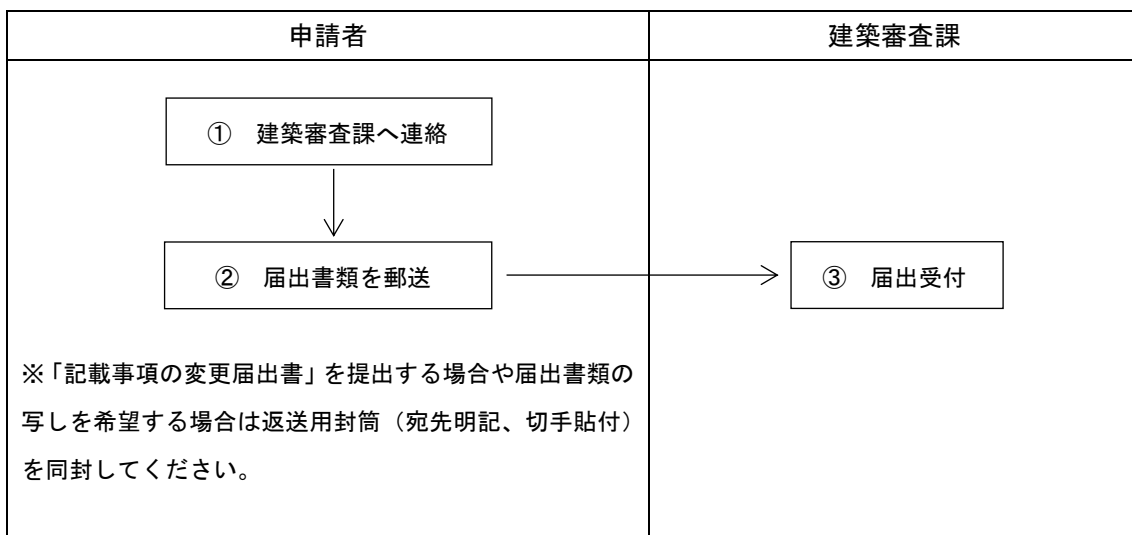 申請者
建築審査課
① 建築審査課へ連絡
② 届出書類を郵送
③ 届出受付
※「記載事項の変更届出書」を提出する場合や届出書類の
写しを希望する場合は返送用封筒（宛先明記、切手貼付）
を同封してください。